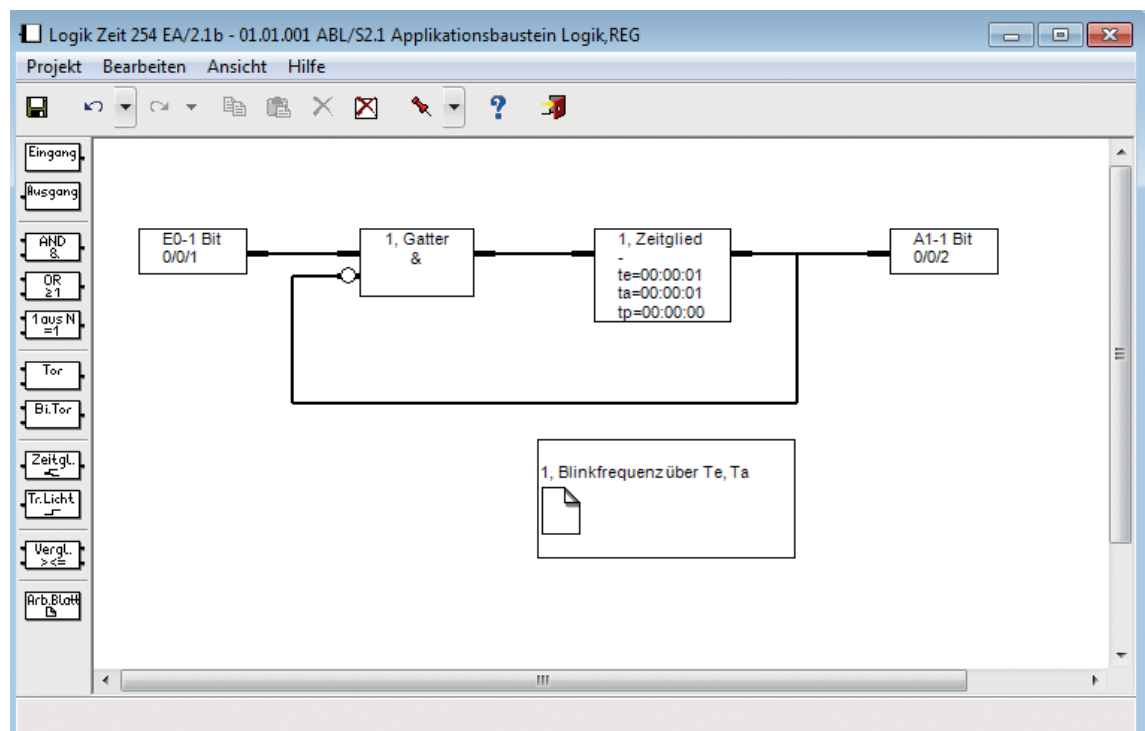 Logik Zeit 254 EA/2.1b - 01.01.001 ABL/S2.1 Applikationsbaustein Logik,REG
Projekt Bearbeiten Ansicht Hilfe
?
Eingang
Ausgang
AND
&
OR
≥1
1 aus N
=1
Tor
Bi.Tor
Zeitgl.
Tr.Licht
Vergl.
><=
Arb.Blatt
E0-1 Bit
0/0/1
1, Gatter
&
1, Zeitglied
-
te=00:00:01
ta=00:00:01
tp=00:00:00
A1-1 Bit
0/0/2
1, Blinkfrequenz über Te, Ta